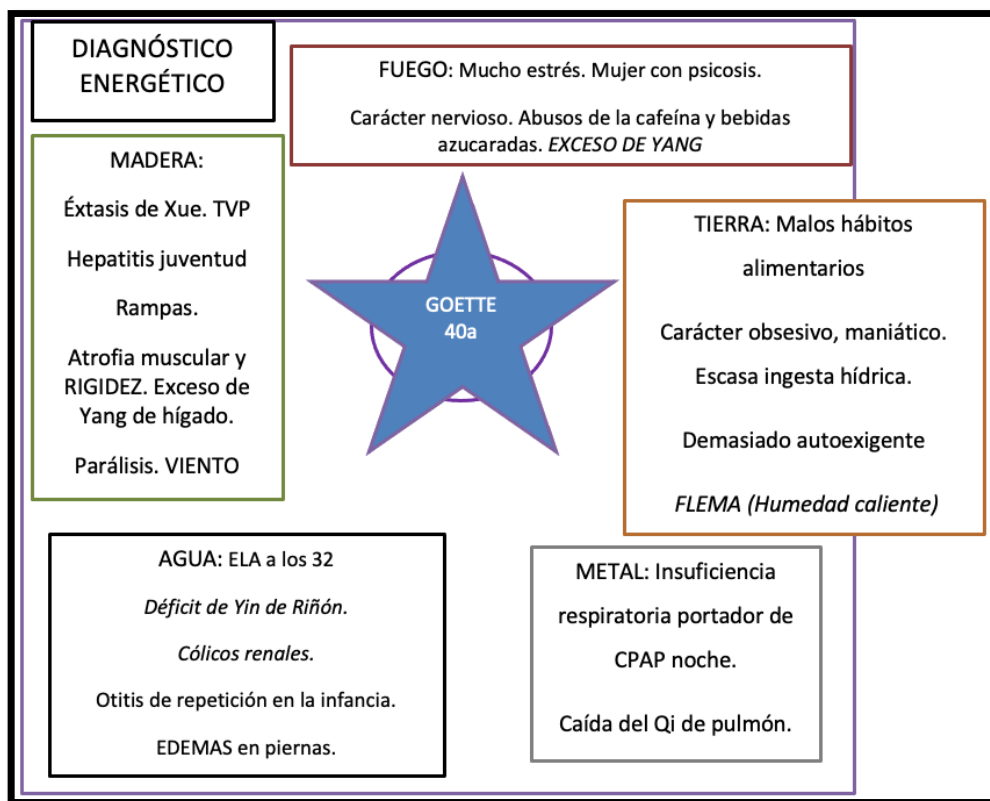 DIAGNÓSTICO
ENERGÉTICO
FUEGO: Mucho estrés. Mujer con psicosis.
Carácter nervioso. Abusos de la cafeína y bebidas
azucaradas. EXCESO DE YANG
MADERA:
Éxtasis de Xue. TVP
Hepatitis juventud
Rampas.
Atrofia muscular y
RIGIDEZ. Exceso de
Yang de hígado.
Parálisis. VIENTO
GOETTE
40a
TIERRA: Malos hábitos
alimentarios
Carácter obsesivo, maniático.
Escasa ingesta hídrica.
Demasiado autoexigente
FLEMA (Humedad caliente)
AGUA: ELA a los 32
Déficit de Yin de Riñón.
Cólicos renales.
Otitis de repetición en la infancia.
EDEMAS en piernas.
METAL: Insuficiencia
respiratoria portador de
CPAP noche.
Caída del Qi de pulmón.